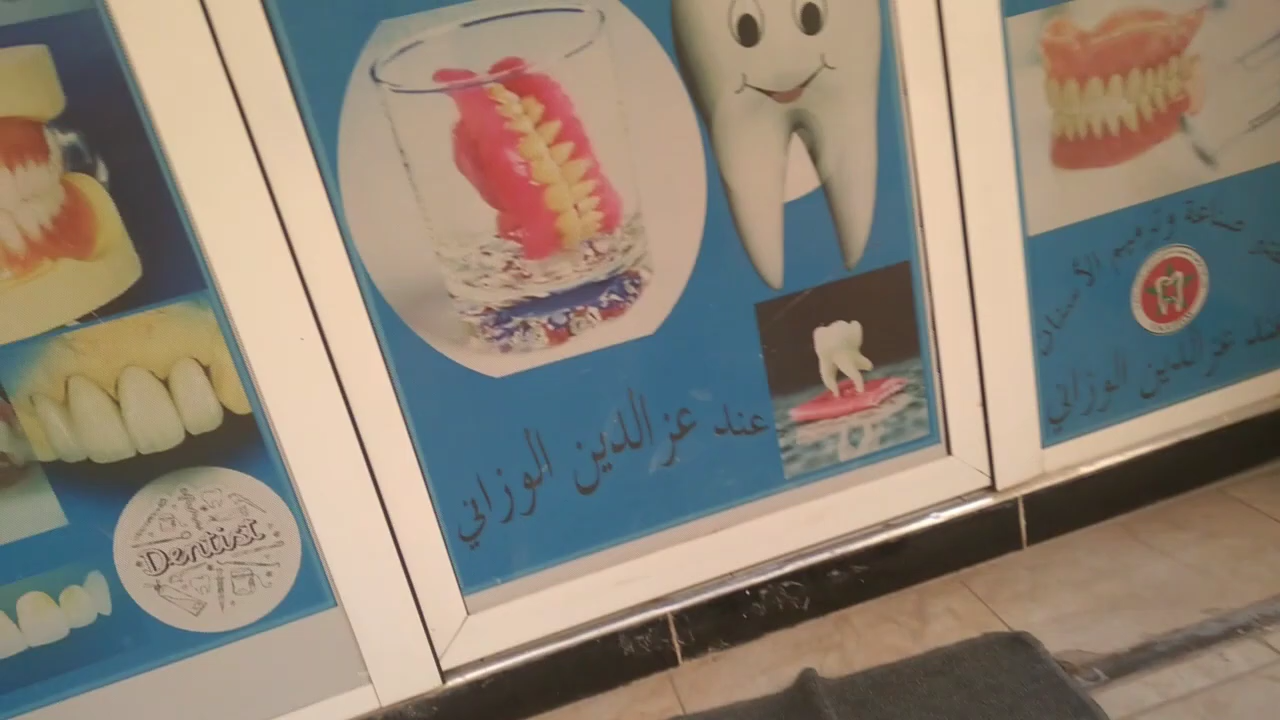 Dentist
عند عز الدين الوزاني
صناعة وترميم الأسنان
عند عز الدين الوزاني